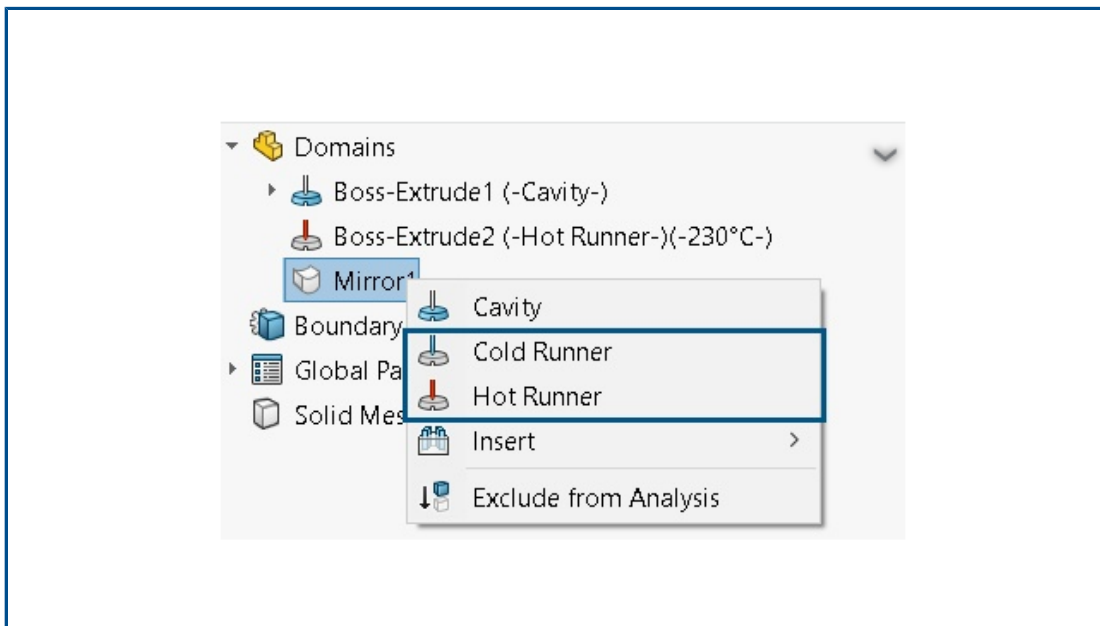 Domains
Boss-Extrude1 (-Cavity-)
Boss-Extrude2 (-Hot Runner-)(-230°C-)
Mirror1
Cavity
Boundary
Cold Runner
Global Pa
Hot Runner
Solid Mes
Insert
Exclude from Analysis